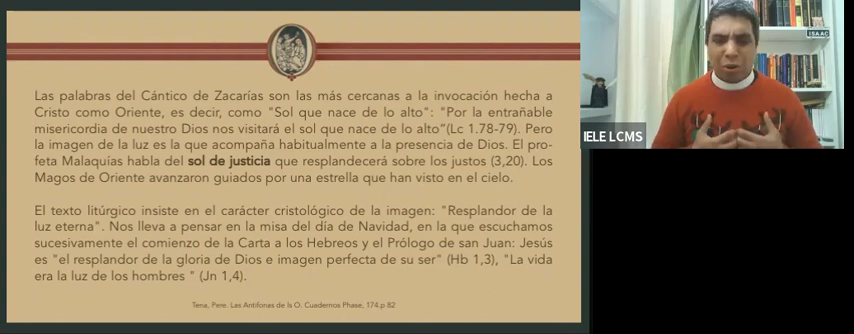 Las palabras del Cántico de Zacarías son las más cercanas a la invocación hecha a
Cristo como Oriente, es decir, como "Sol que nace de lo alto": "Por la entrañable
misericordia de nuestro Dios nos visitará el sol que nace de lo alto"(Lc 1.78-79). Pero
la imagen de la luz es la que acompaña habitualmente a la presencia de Dios. El pro-
feta Malaquías habla del sol de justicia que resplandecerá sobre los justos (3,20). Los
Magos de Oriente avanzaron guiados por una estrella que han visto en el cielo.
El texto litúrgico insiste en el carácter cristológico de la imagen: "Resplandor de la
luz eterna". Nos lleva a pensar en la misa del día de Navidad, en la que escuchamos
sucesivamente el comienzo de la Carta a los Hebreos y el Prólogo de san Juan: Jesús
es "el resplandor de la gloria de Dios e imagen perfecta de su ser" (Hb 1,3), "La vida
era la luz de los hombres " (Jn 1,4).
Tena, Pere. Las Antífonas de la O. Cuadernos Phase, 174.p 82
ISAAC
IELE LCMS